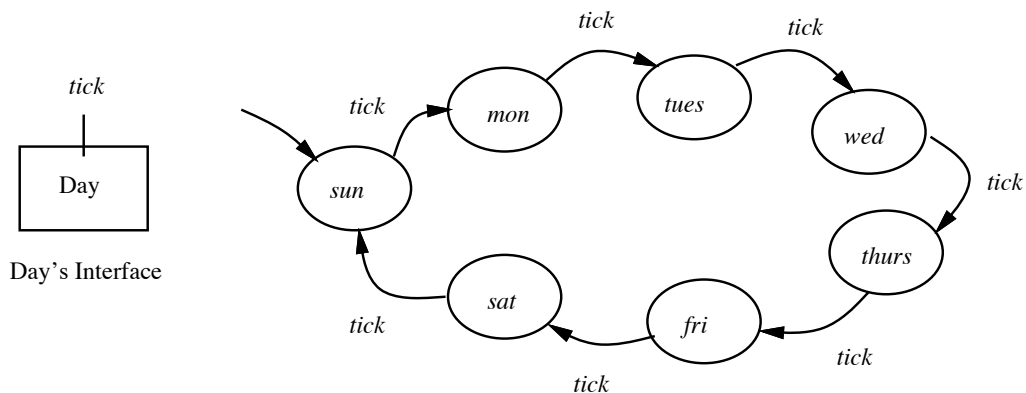 tick
Day
Day’s Interface
tick
tick
tick
tick
tick
tick
tick
sun
mon
tues
wed
thurs
fri
sat